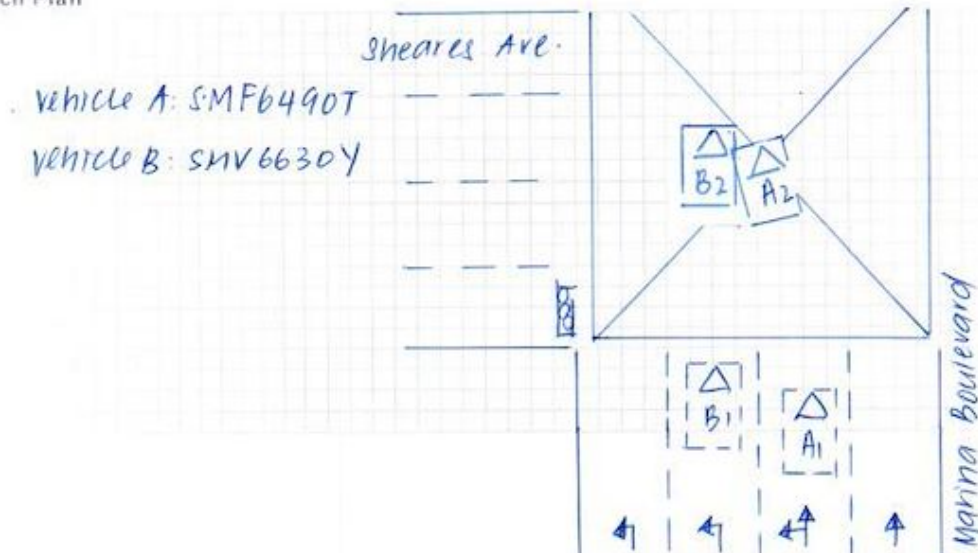 Sheares Ave.
Vehicle A: SMF6490T
Vehicle B: SMV6630Y
B2
A2
B1
A1
Marina Boulevard